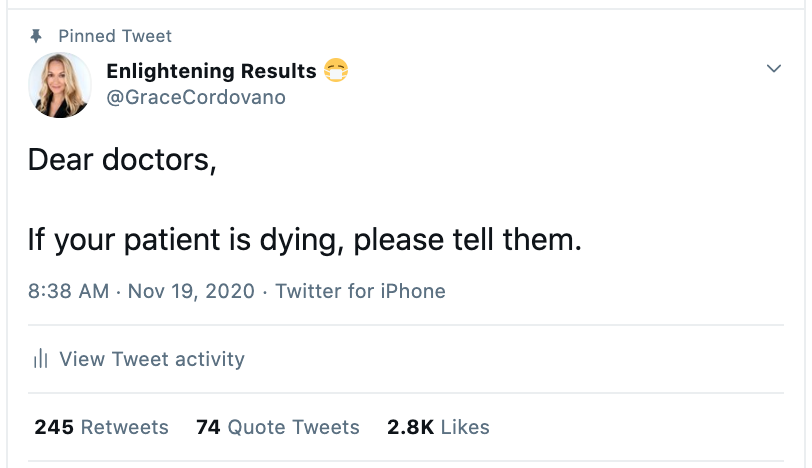 Pinned Tweet
Enlightening Results 😷
@GraceCordovano
Dear doctors,
If your patient is dying, please tell them.
8:38 AM · Nov 19, 2020 · Twitter for iPhone
View Tweet activity
245 Retweets 74 Quote Tweets 2.8K Likes